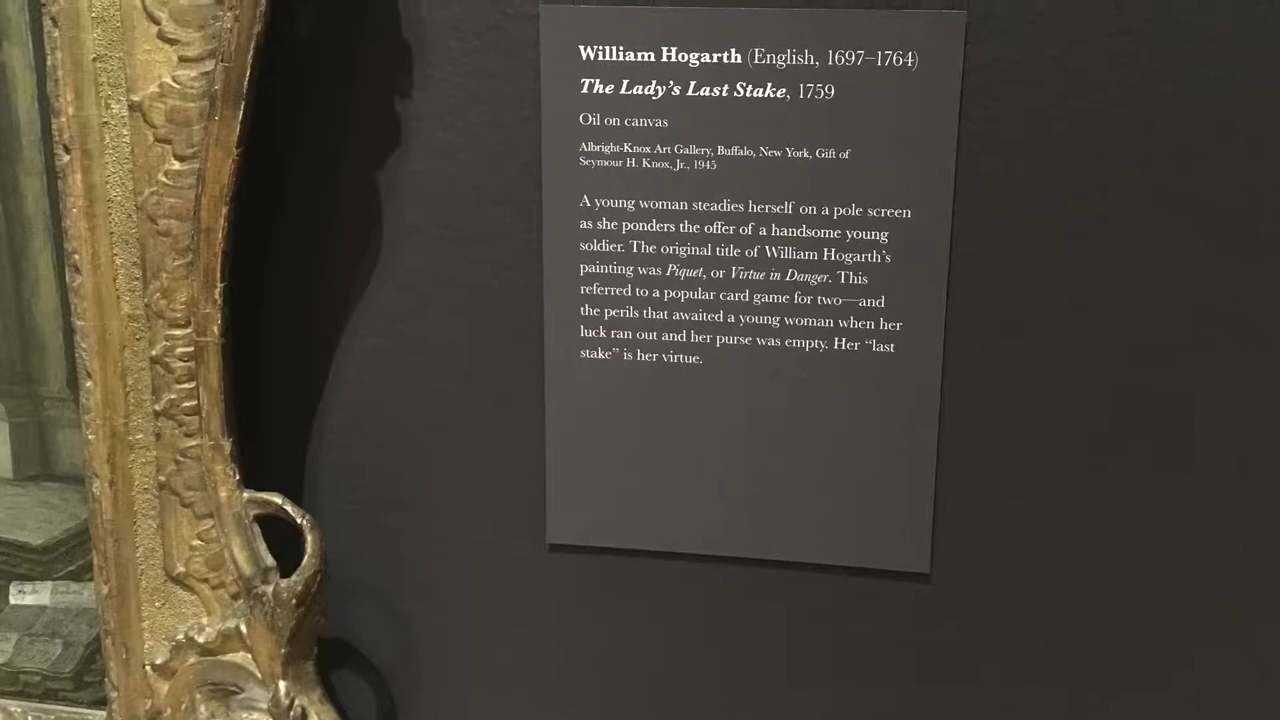 William Hogarth (English, 1697–1764)
The Lady’s Last Stake, 1759
Oil on canvas
Albright-Knox Art Gallery, Buffalo, New York, Gift of
Seymour H. Knox, Jr., 1945
A young woman steadies herself on a pole screen
as she ponders the offer of a handsome young
soldier. The original title of William Hogarth’s
painting was Piquet, or Virtue in Danger. This
referred to a popular card game for two—and
the perils that awaited a young woman when her
luck ran out and her purse was empty. Her “last
stake” is her virtue.